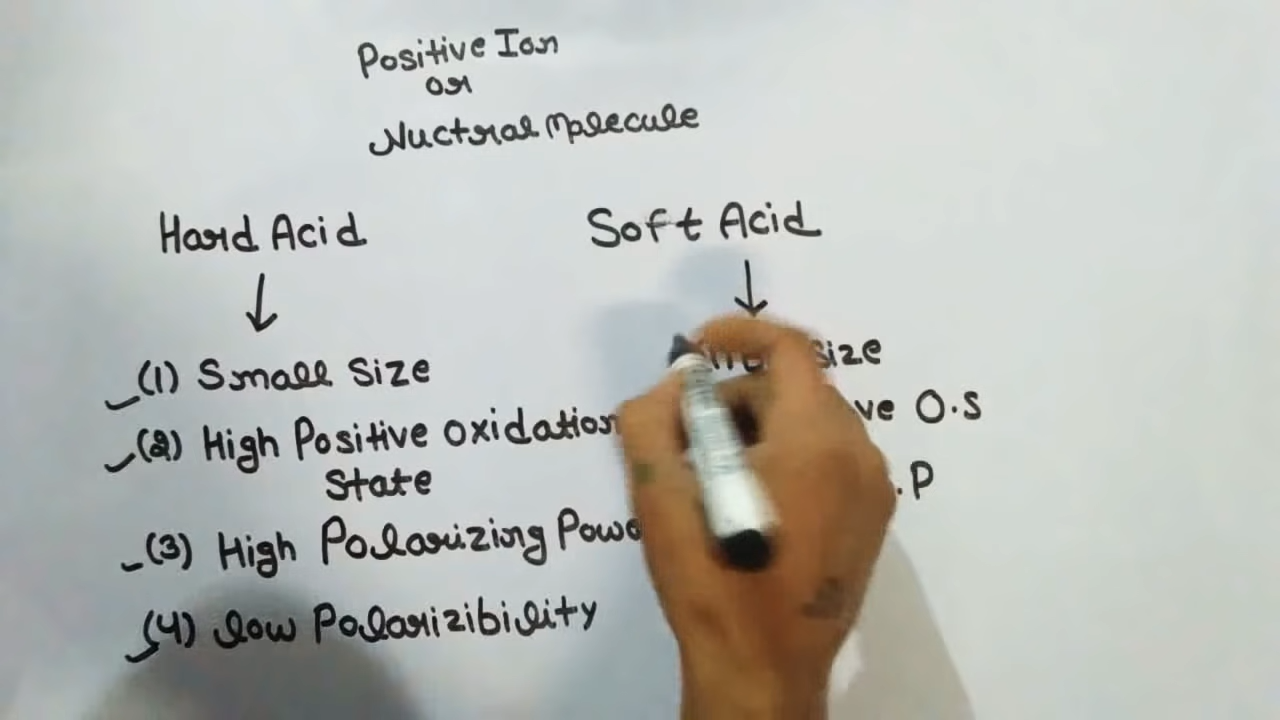 Positive Ion
or
Nuctral Molecule
Hard Acid
Soft Acid
(1) Small Size
size
(2) High Positive oxidation
State
ve O.S
(3) High Polarizing
.P
(4) low Polarizibility